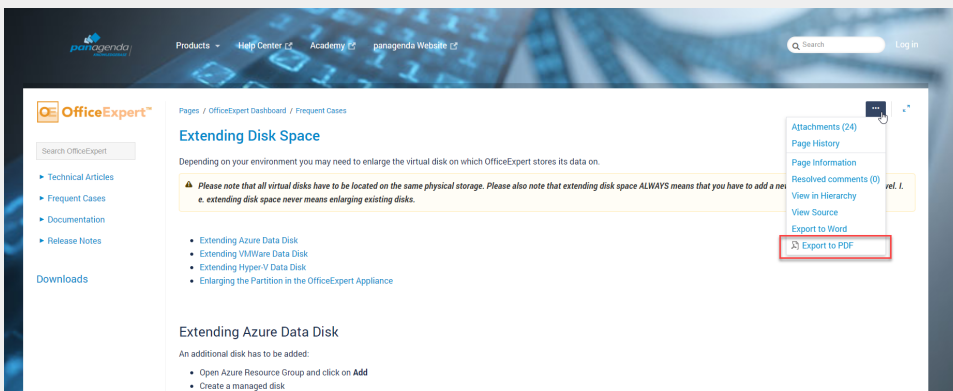 panagenda
Products Help Center Academy panagenda Website
Search
Log in
OE OfficeExpert™
Search OfficeExpert
Technical Articles
Frequent Cases
Documentation
Release Notes
Downloads
Pages / OfficeExpert Dashboard / Frequent Cases
Extending Disk Space
Depending on your environment you may need to enlarge the virtual disk on which OfficeExpert stores its data on.
Please note that all virtual disks have to be located on the same physical storage. Please also note that extending disk space ALWAYS means that you have to add a ne vel. I.
e. extending disk space never means enlarging existing disks.
Extending Azure Data Disk
Extending VMWare Data Disk
Extending Hyper-V Data Disk
Enlarging the Partition in the OfficeExpert Appliance
Extending Azure Data Disk
An additional disk has to be added:
Open Azure Resource Group and click on Add
Create a managed disk
Attachments (24)
Page History
Page Information
Resolved comments (0)
View in Hierarchy
View Source
Export to Word
Export to PDF